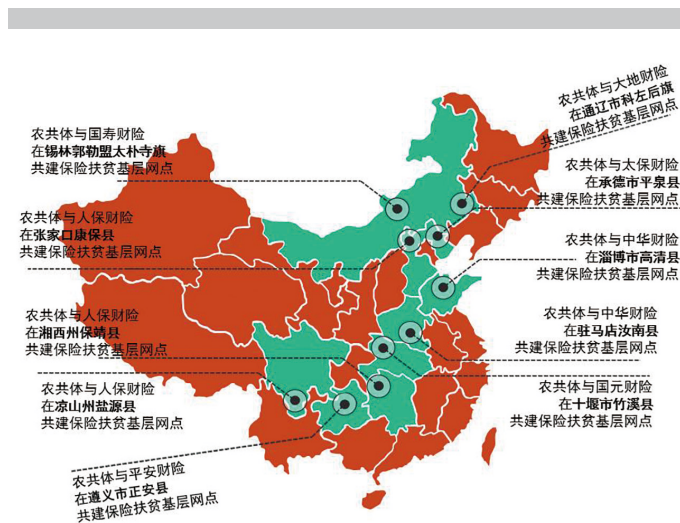 农共体与国寿财险
在锡林郭勒盟太朴寺旗
共建保险扶贫基层网点
农共体与人保财险
在张家口康保县
共建保险扶贫基层网点
农共体与人保财险
在湘西州保靖县
共建保险扶贫基层网点
农共体与人保财险
在凉山州盐源县
共建保险扶贫基层网点
农共体与平安财险
在遵义市正安县
共建保险扶贫基层网点
农共体与大地财险
在通辽市科左后旗
共建保险扶贫基层网点
农共体与太保财险
在承德市平泉县
共建保险扶贫基层网点
农共体与中华财险
在淄博市高清县
共建保险扶贫基层网点
农共体与中华财险
在驻马店汝南县
共建保险扶贫基层网点
农共体与国元财险
在十堰市竹溪县
共建保险扶贫基层网点